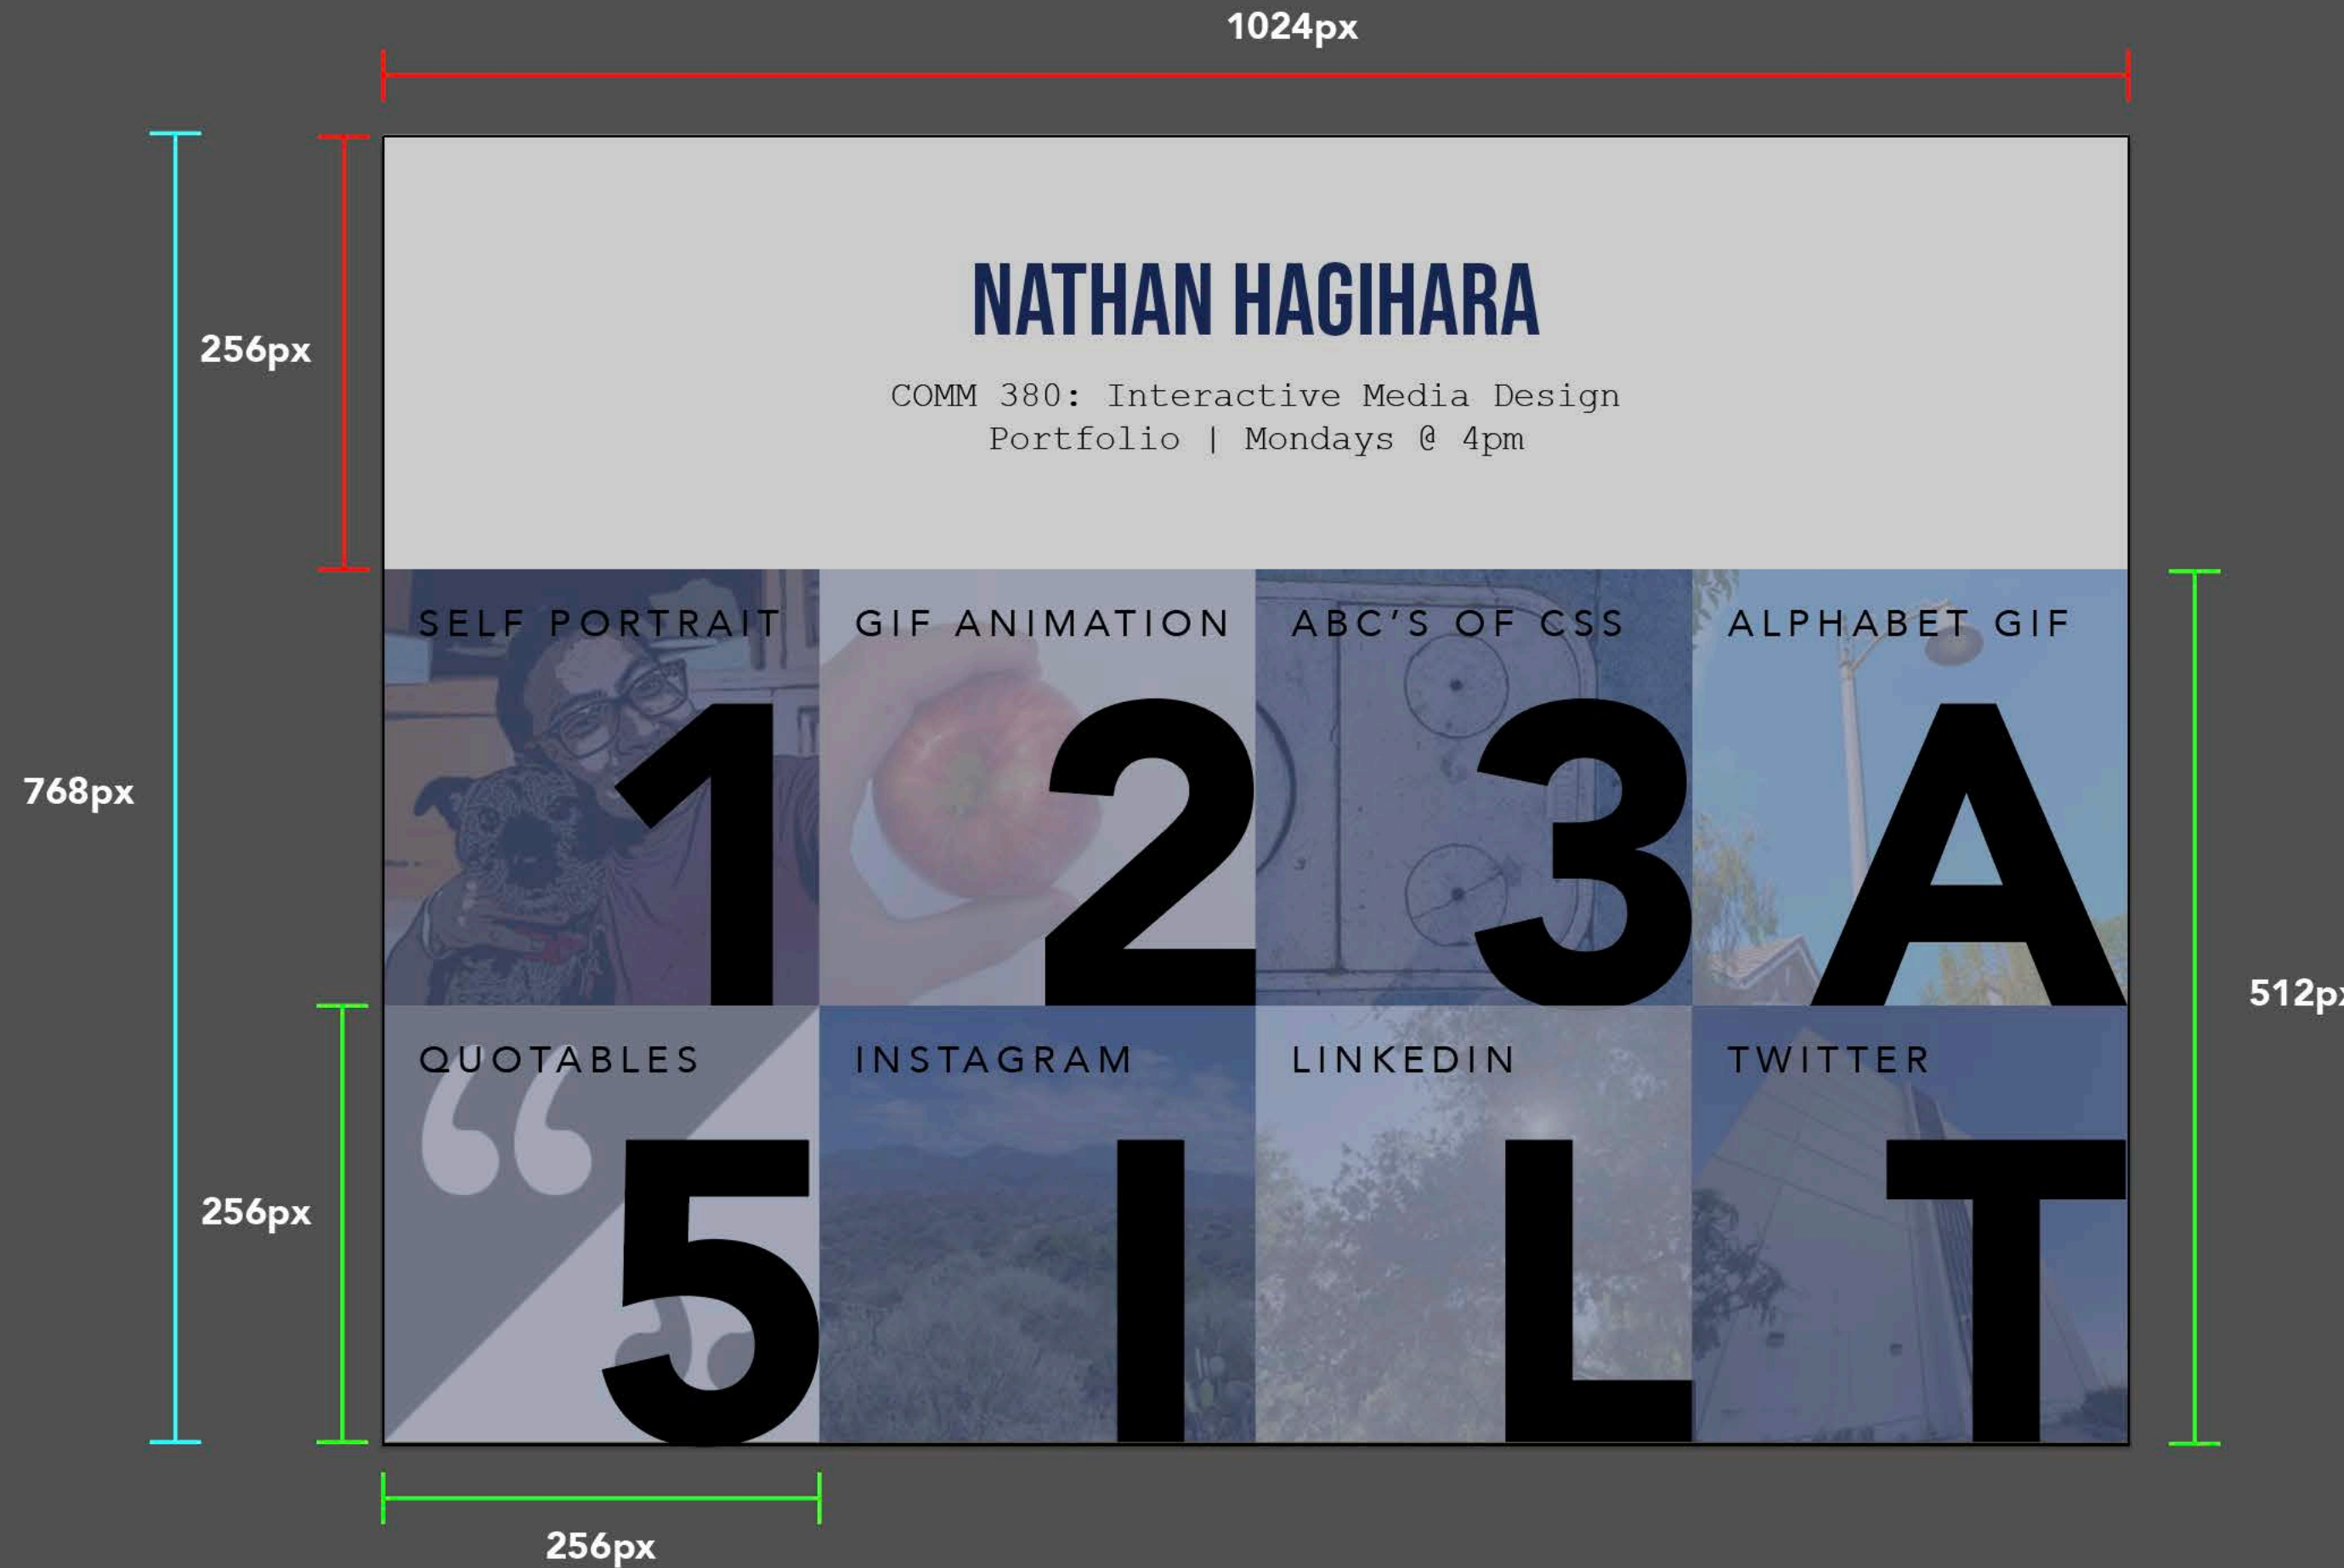 1024px
256px
NATHAN HAGIHARA
COMM 380: Interactive Media Design
Portfolio | Mondays @ 4pm
SELF PORTRAIT
1
GIF ANIMATION
2
ABC’S OF CSS
3
ALPHABET GIF
A
768px
512px
256px
QUOTABLES
5
INSTAGRAM
I
LINKEDIN
L
TWITTER
T
256px